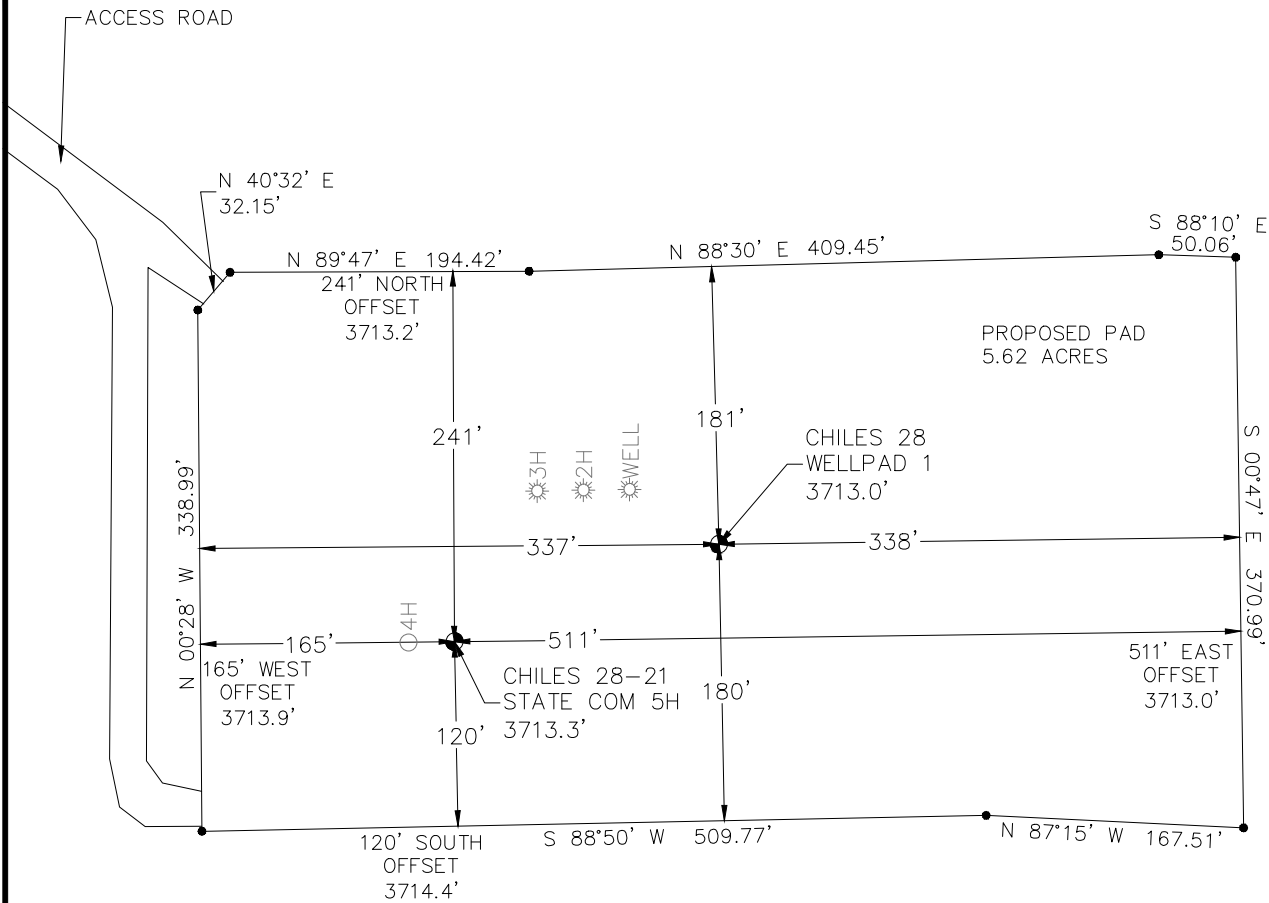 ACCESS ROAD
N 40°32' E
32.15'
N 89°47' E 194.42'
241' NORTH
OFFSET
3713.2'
N 88°30' E 409.45'
S 88°10' E
50.06'
PROPOSED PAD
5.62 ACRES
241'
181'
3H
2H
WELL
CHILES 28
WELLPAD 1
3713.0'
N 00°28' W 338.99'
S 00°47' E 370.99'
337'
338'
4H
165'
511'
165' WEST
OFFSET
3713.9'
CHILES 28-21
STATE COM 5H
3713.3'
511' EAST
OFFSET
3713.0'
120'
180'
120' SOUTH
OFFSET
3714.4'
S 88°50' W 509.77'
N 87°15' W 167.51'